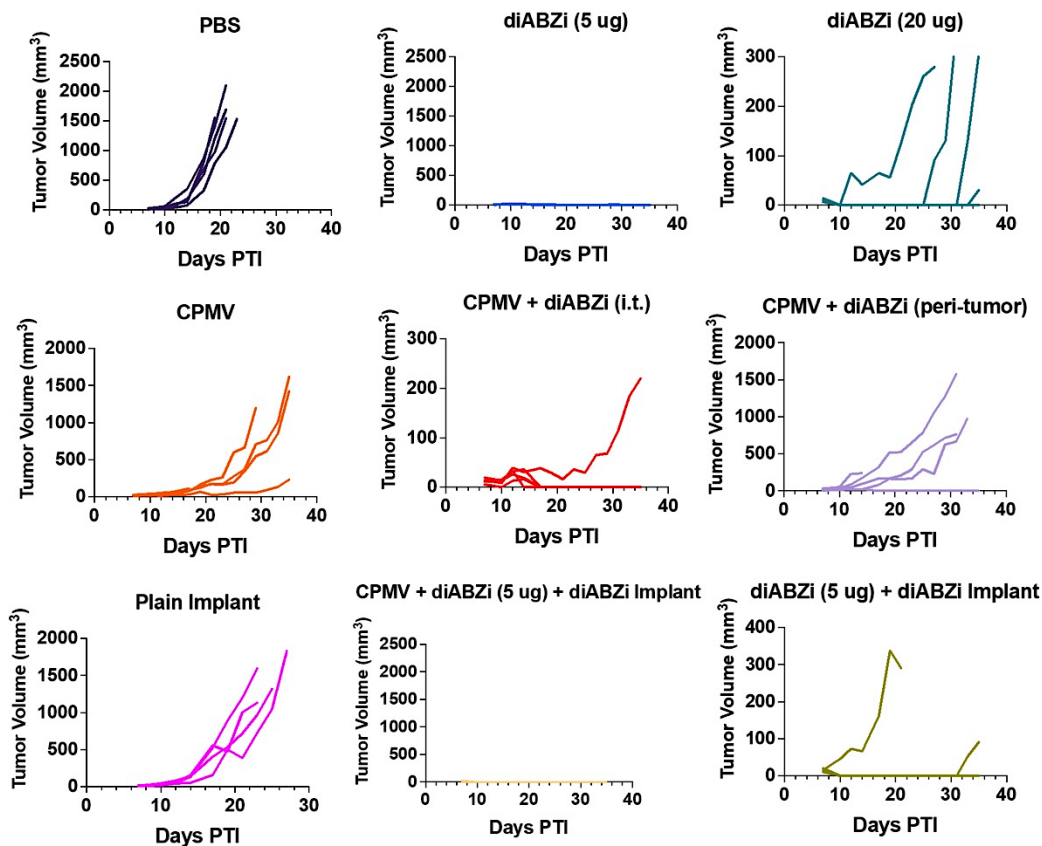 PBS
Tumor Volume (mm3)
2500
2000
1500
1000
500
0
0 10 20 30 40
Days PTI
diABZi (5 ug)
Tumor Volume (mm3)
2500
2000
1500
1000
500
0
0 10 20 30 40
Days PTI
diABZi (20 ug)
Tumor Volume (mm3)
300
200
100
0
0 10 20 30 40
Days PTI
CPMV
Tumor Volume (mm3)
2000
1500
1000
500
0
0 10 20 30 40
Days PTI
CPMV + diABZi (i.t.)
Tumor Volume (mm3)
300
200
100
0
0 10 20 30 40
Days PTI
CPMV + diABZi (peri-tumor)
Tumor Volume (mm3)
2000
1500
1000
500
0
0 10 20 30 40
Days PTI
Plain Implant
Tumor Volume (mm3)
2000
1500
1000
500
0
0 10 20 30
Days PTI
CPMV + diABZi (5 ug) + diABZi Implant
Tumor Volume (mm3)
2500
2000
1500
1000
500
0
0 10 20 30 40
Days PTI
diABZi (5 ug) + diABZi Implant
Tumor Volume (mm3)
400
300
200
100
0
0 10 20 30 40
Days PTI